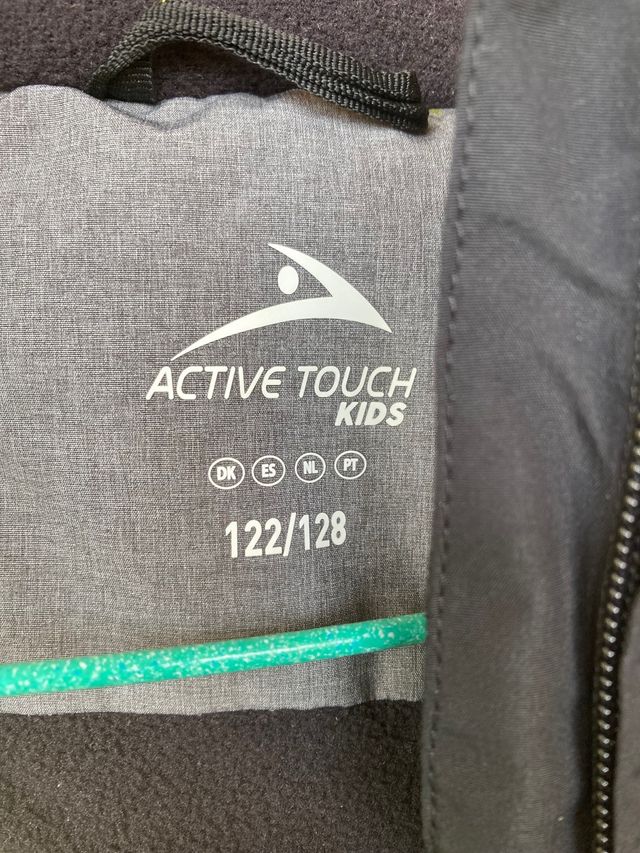 ACTIVE TOUCH
KIDS
DK ES NL PT
122/128